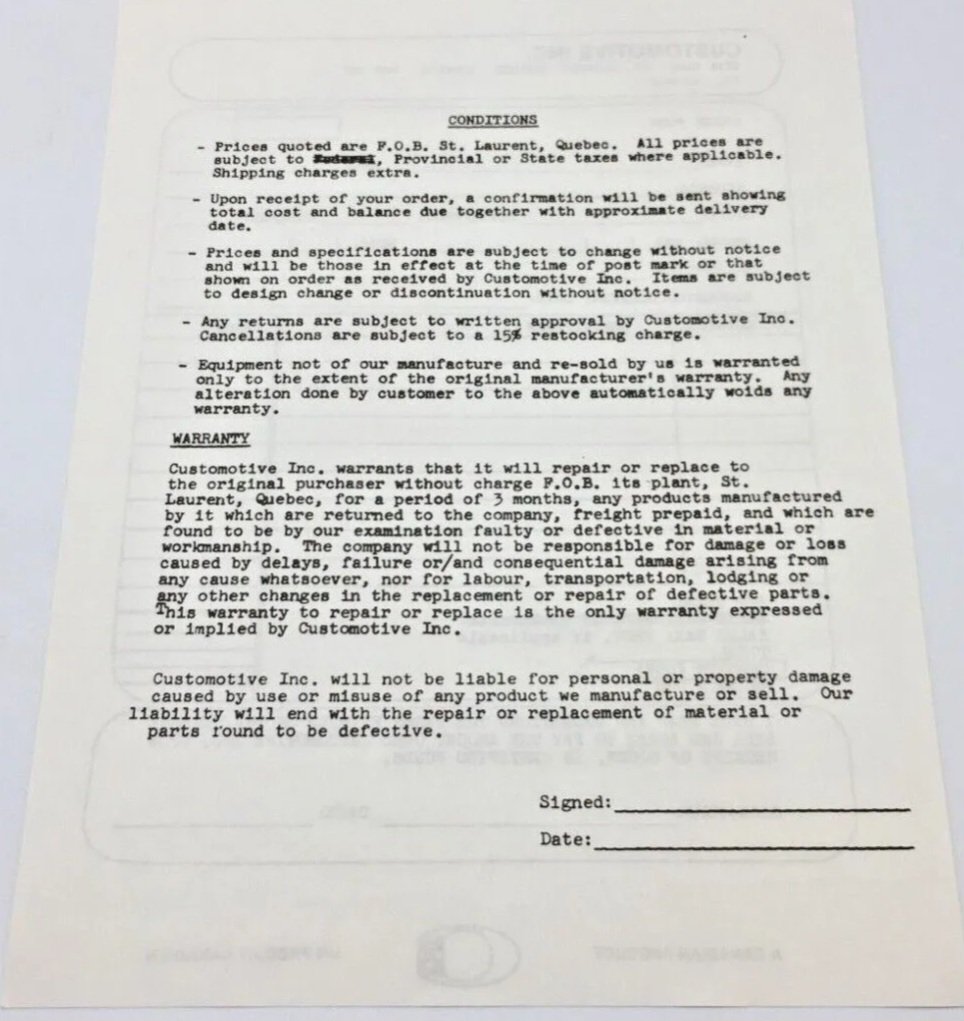 CONDITIONS
- Prices quoted are F.O.B. St. Laurent, Quebec. All prices are
subject to , Provincial or State taxes where applicable.
Shipping charges extra.
- Upon receipt of your order, a confirmation will be sent showing
total cost and balance due together with approximate delivery
date.
- Prices and specifications are subject to change without notice
and will be those in effect at the time of post mark or that
shown on order as received by Customotive Inc. Items are subject
to design change or discontinuation without notice.
- Any returns are subject to written approval by Customotive Inc.
Cancellations are subject to a 15% restocking charge.
- Equipment not of our manufacture and re-sold by us is warranted
only to the extent of the original manufacturer's warranty. Any
alteration done by customer to the above automatically woids any
warranty.
WARRANTY
Customotive Inc. warrants that it will repair or replace to
the original purchaser without charge F.O.B. its plant, St.
Laurent, Quebec, for a period of 3 months, any products manufactured
by it which are returned to the company, freight prepaid, and which are
found to be by our examination faulty or defective in material or
workmanship. The company will not be responsible for damage or loss
caused by delays, failure or/and consequential damage arising from
any cause whatsoever, nor for labour, transportation, lodging or
any other changes in the replacement or repair of defective parts.
This warranty to repair or replace is the only warranty expressed
or implied by Customotive Inc.
Customotive Inc. will not be liable for personal or property damage
caused by use or misuse of any product we manufacture or sell. Our
liability will end with the repair or replacement of material or
parts found to be defective.
Signed:
Date: